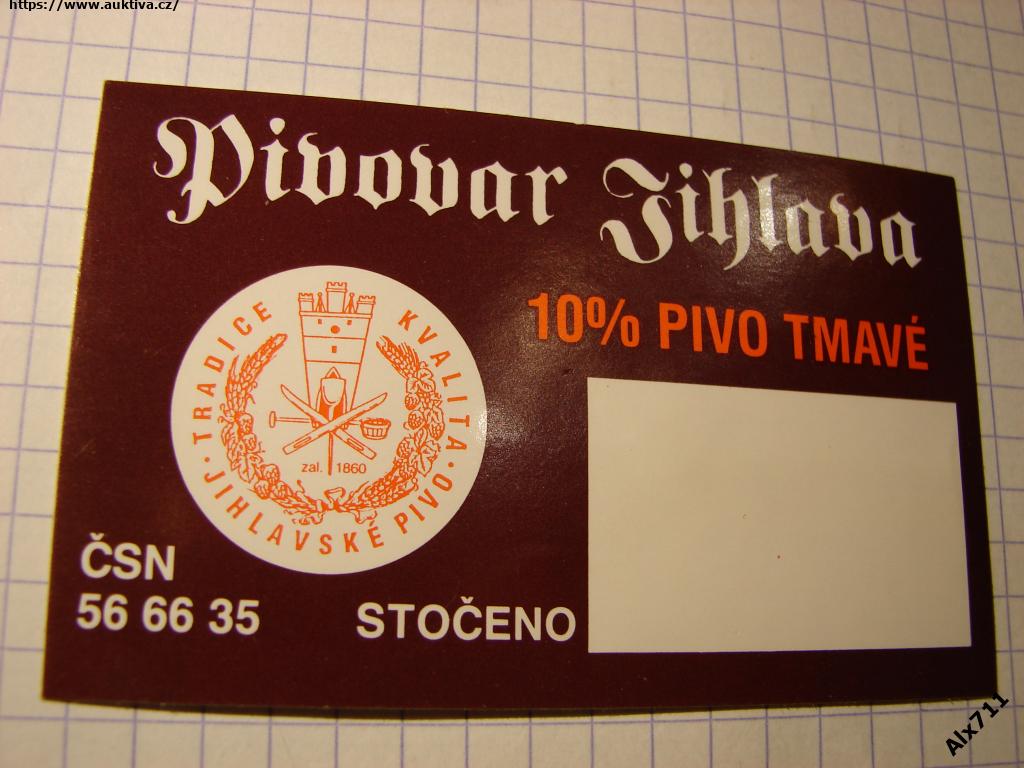 https://www.auktiva.cz/
Pivovar Jihlava
10% PIVO TMAVÉ
TRADICE KVALITA
zal. 1860
· JIHLAVSKÉ PIVO ·
ČSN
56 66 35
STOČENO
Alx711